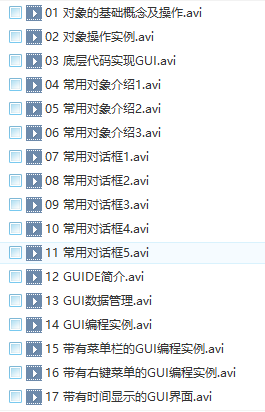 01 对象的基础概念及操作.avi
02 对象操作实例.avi
03 底层代码实现GUI.avi
04 常用对象介绍1.avi
05 常用对象介绍2.avi
06 常用对象介绍3.avi
07 常用对话框1.avi
08 常用对话框2.avi
09 常用对话框3.avi
10 常用对话框4.avi
11 常用对话框5.avi
12 GUIDE简介.avi
13 GUI数据管理.avi
14 GUI编程实例.avi
15 带有菜单栏的GUI编程实例.avi
16 带有右键菜单的GUI编程实例.avi
17 带有时间显示的GUI界面.avi